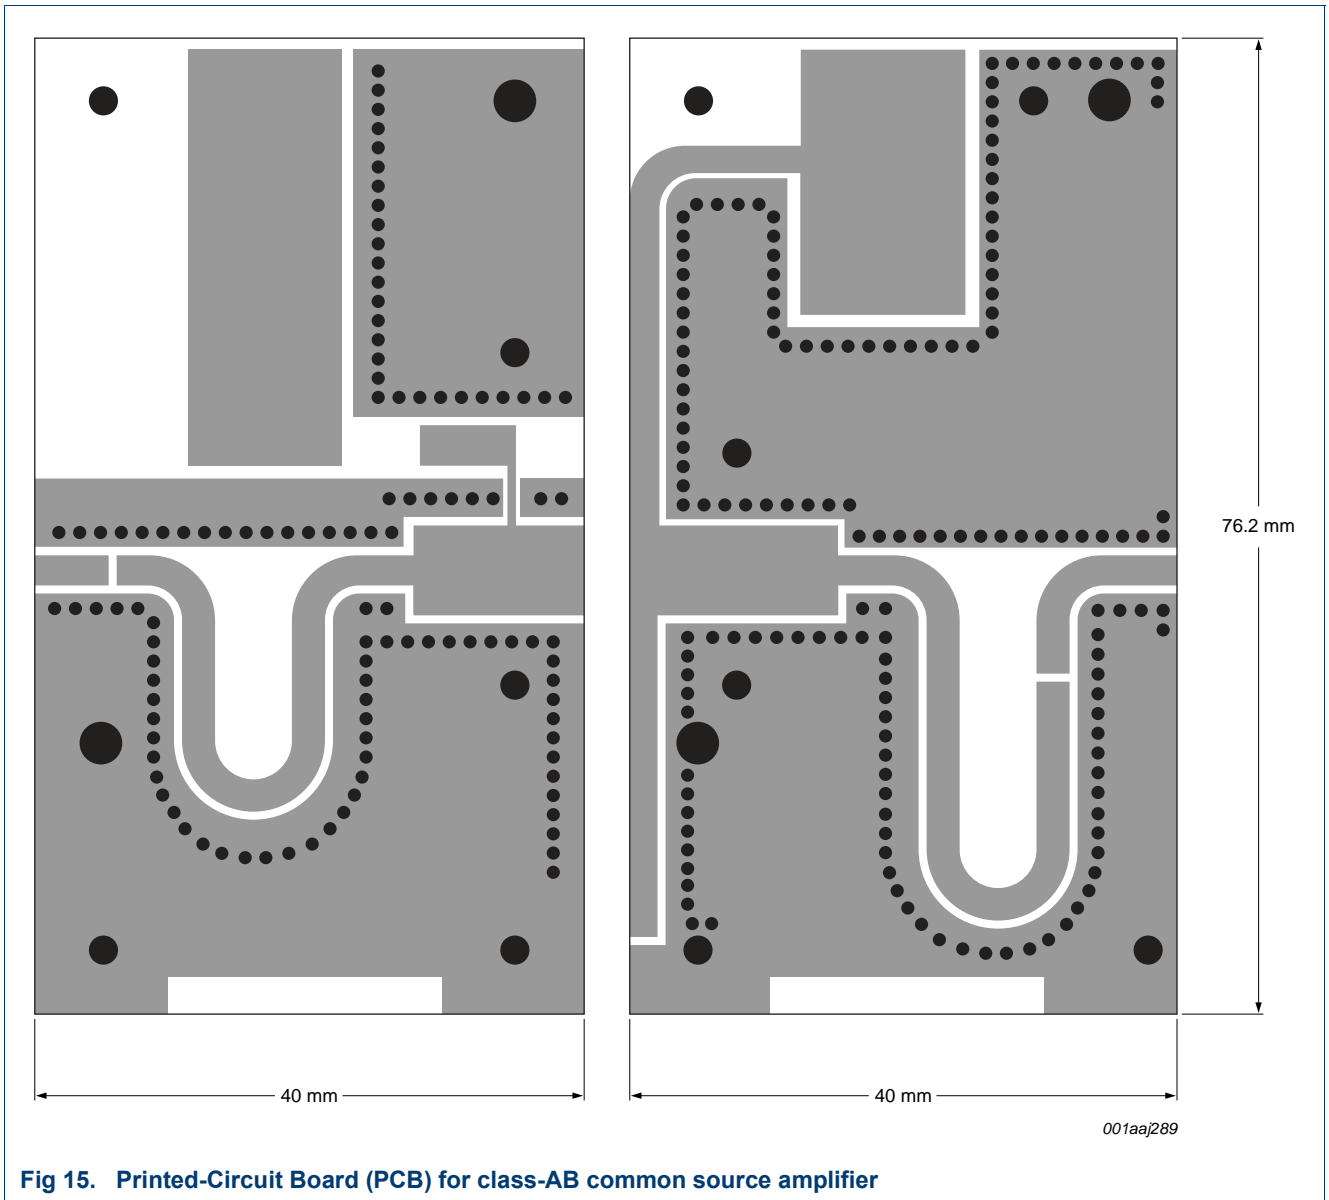 76.2 mm
40 mm
40 mm
001aaj289
Fig 15. Printed-Circuit Board (PCB) for class-AB common source amplifier